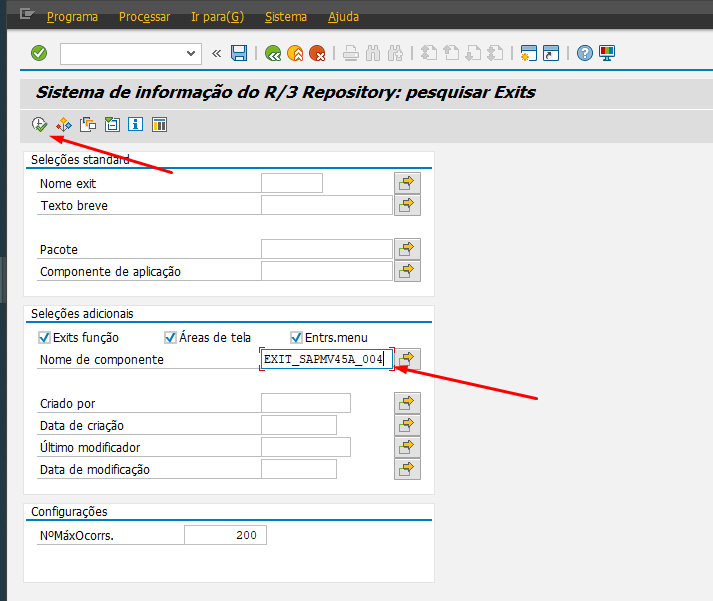 Programa Processar Ir para(G) Sistema Ajuda
Sistema de informação do R/3 Repository: pesquisar Exits
Seleções standard
Nome exit
Texto breve
Pacote
Componente de aplicação
Seleções adicionais
Exits função Áreas de tela Entrs.menu
Nome de componente EXIT_SAPMV45A_004
Criado por
Data de criação
Último modificador
Data de modificação
Configurações
NºMáxOcorrs. 200